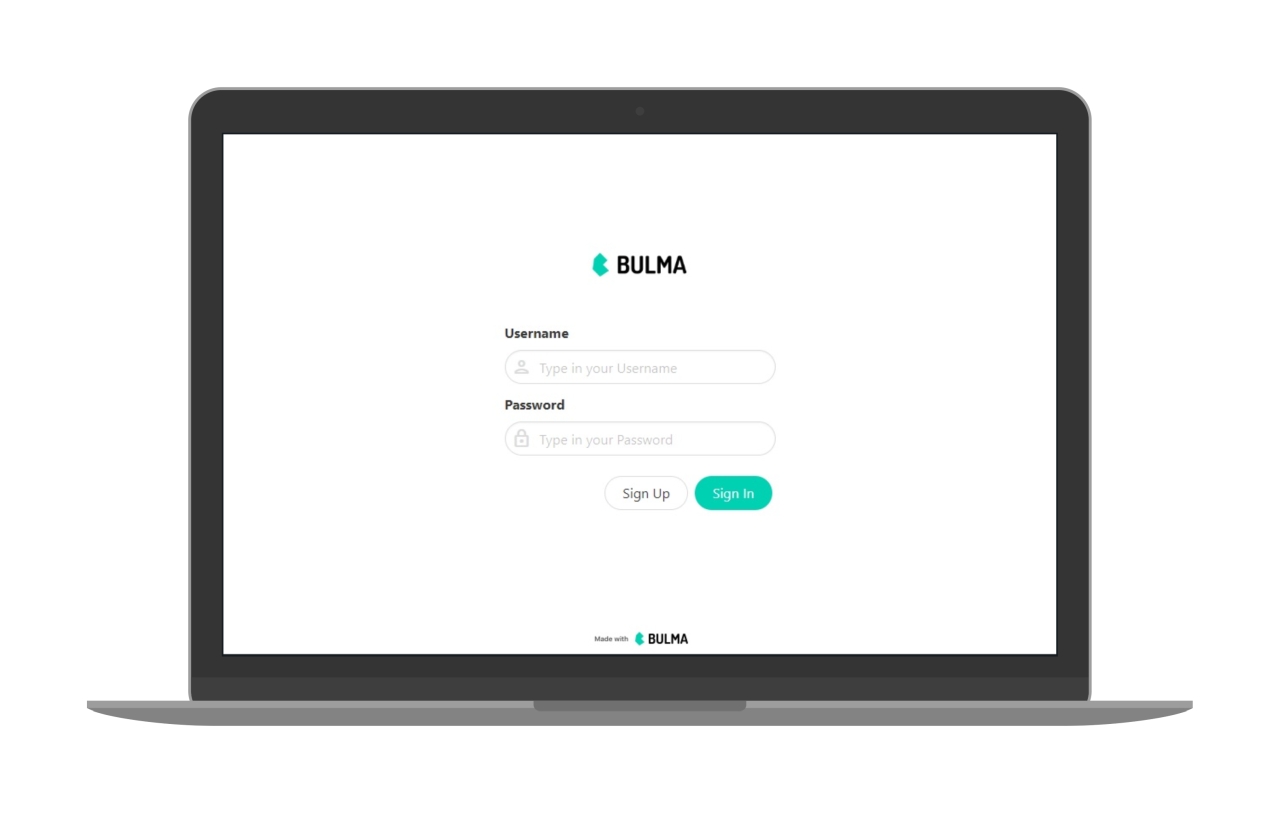 BULMA
Username
Type in your Username
Password
Type in your Password
Sign Up Sign In
Made with BULMA